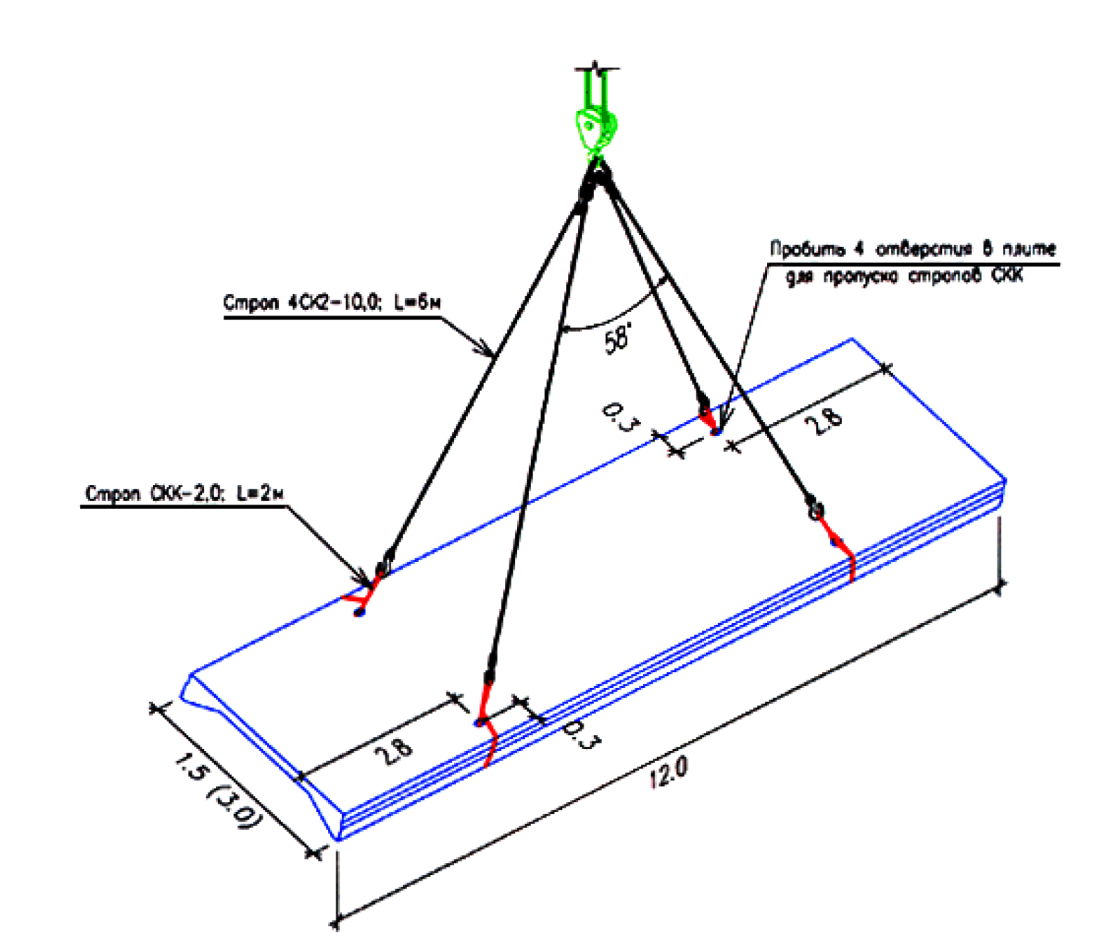 Пробить 4 отверстия в плите
для пропуска стропов СКК
Строп 4СК2-10,0; L=6м
58°
0.3
2.8
Строп СКК-2,0; L=2м
2.8
0.3
1.5 (3.0)
12.0